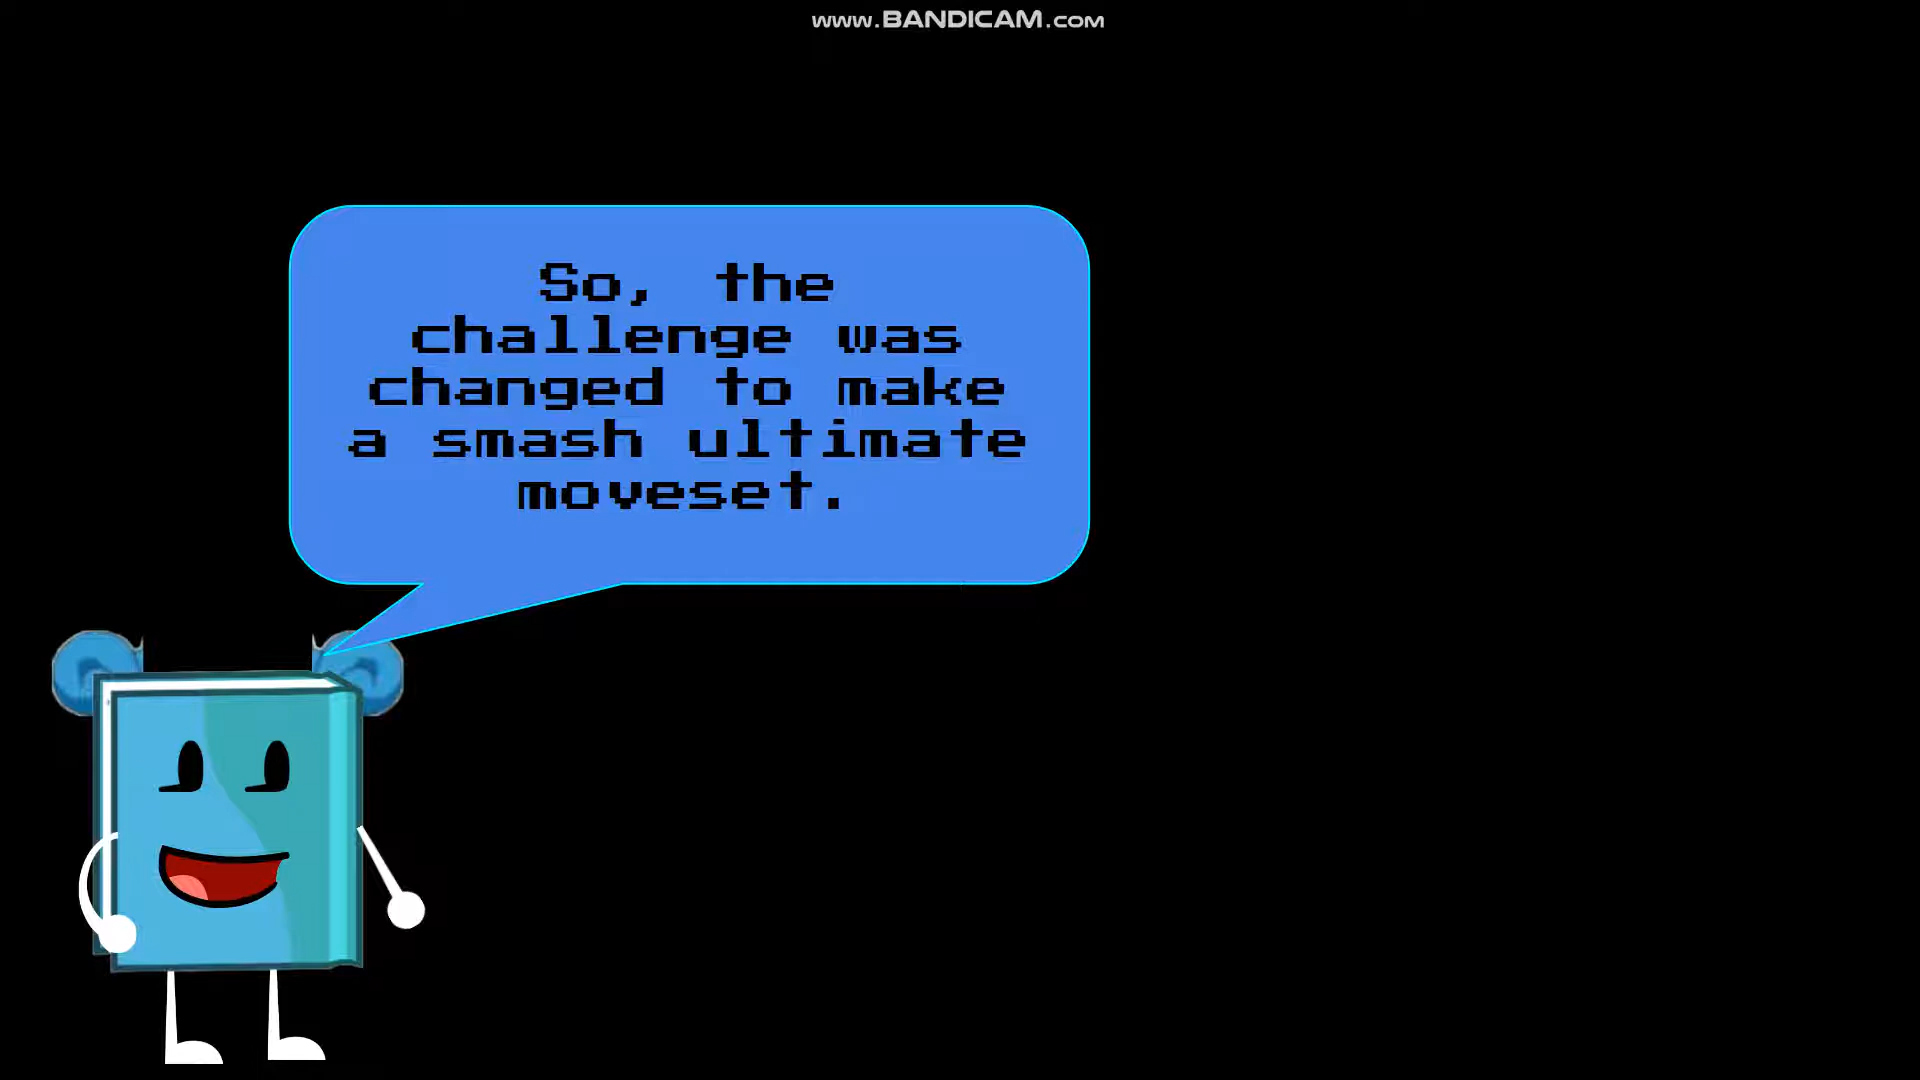 www.BANDICAM.com
So, the
challenge was
changed to make
a smash ultimate
moveset.